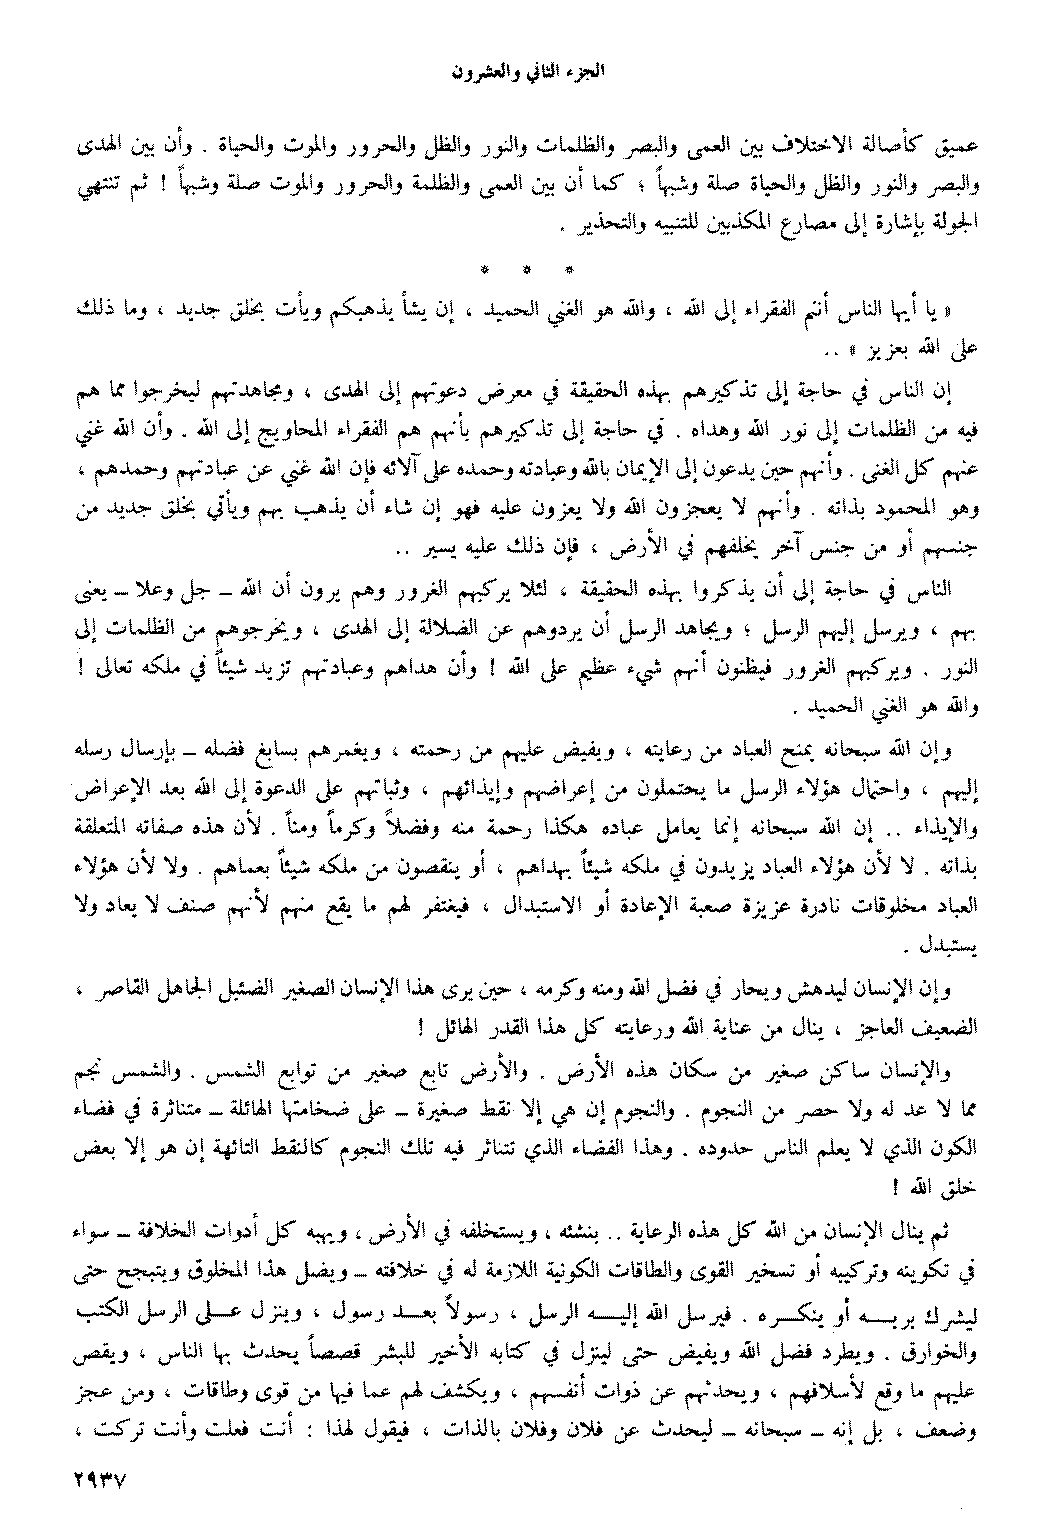 الجزء الثاني والعشرون
عميق كأصالة الاختلاف بين العمى والبصر والظلمات والنور والظل والحرور والموت والحياة . وأن بين الهدى
والبصر والنور والظل والحياة صلة وشبهاً ؛ كما أن بين العمى والظلمة والحرور والموت صلة وشبهاً ! ثم تنتهي
الجولة بإشارة إلى مصارع المكذبين للتنبيه والتحذير .
* * *
« يا أيها الناس أنتم الفقراء إلى الله ، والله هو الغني الحميد ، إن يشأ يذهبكم ويأت بخلق جديد ، وما ذلك
على الله بعزيز » ..
إن الناس في حاجة إلى تذكيرهم بهذه الحقيقة في معرض دعوتهم إلى الهدى ، ومجاهدتهم ليخرجوا مما هم
فيه من الظلمات إلى نور الله وهداه . في حاجة إلى تذكيرهم بأنهم هم الفقراء المحاويج إلى الله . وأن الله غني
عنهم كل الغنى . وأنهم حين يدعون إلى الإيمان بالله وعبادته وحمده على آلائه فإن الله غني عن عبادتهم وحمدهم ،
وهو المحمود بذاته . وأنهم لا يعجزون الله ولا يعزون عليه فهو إن شاء أن يذهب بهم ويأتي بخلق جديد من
جنسهم أو من جنس آخر يخلفهم في الأرض ، فإن ذلك عليه يسير ..
الناس في حاجة إلى أن يذكروا بهذه الحقيقة ، لئلا يركبهم الغرور وهم يرون أن الله – جل وعلا – يعنى
بهم ، ويرسل إليهم الرسل ؛ ويجاهد الرسل أن يردوهم عن الضلالة إلى الهدى ، ويخرجوهم من الظلمات إلى
النور . ويركبهم الغرور فيظنون أنهم شيء عظيم على الله ! وأن هداهم وعبادتهم تزيد شيئاً في ملكه تعالى !
والله هو الغني الحميد .
وإن الله سبحانه يمنح العباد من رعايته ، ويفيض عليهم من رحمته ، ويغمرهم بسابغ فضله – بإرسال رسله
إليهم ، واحتمال هؤلاء الرسل ما يحتملون من إعراضهم وإيذائهم ، وثباتهم على الدعوة إلى الله بعد الإعراض
والإيذاء .. إن الله سبحانه إنما يعامل عباده هكذا رحمة منه وفضلاً وكرماً ومناً . لأن هذه صفاته المتعلقة
بذاته . لا لأن هؤلاء العباد يزيدون في ملكه شيئاً بهداهم ، أو ينقصون من ملكه شيئاً بعماهم . ولا لأن هؤلاء
العباد مخلوقات نادرة عزيزة صعبة الإعادة أو الاستبدال ، فيغتفر لهم ما يقع منهم لأنهم صنف لا يعاد ولا
يستبدل .
وإن الإنسان ليدهش ويحار في فضل الله ومنه وكرمه ، حين يرى هذا الإنسان الصغير الضئيل الجاهل القاصر ،
الضعيف العاجز ، ينال من عناية الله ورعايته كل هذا القدر الهائل !
والإنسان ساكن صغير من سكان هذه الأرض . والأرض تابع صغير من توابع الشمس . والشمس نجم
مما لا عد له ولا حصر من النجوم . والنجوم إن هي إلا نقط صغيرة – على ضخامتها الهائلة – متناثرة في فضاء
الكون الذي لا يعلم الناس حدوده . وهذا الفضاء الذي تتناثر فيه تلك النجوم كالنقط التائهة إن هو إلا بعض
خلق الله !
ثم ينال الإنسان من الله كل هذه الرعاية .. ينشئه ، ويستخلفه في الأرض ، ويهبه كل أدوات الخلافة – سواء
في تكوينه وتركيبه أو تسخير القوى والطاقات الكونية اللازمة له في خلافته – ويضل هذا المخلوق ويتبجح حتى
ليشرك بربـــه أو ينكــره . فيرسل الله إليــه الرسل ، رسولاً بعــد رسول ، وينزل علــى الرسل الكتب
والخوارق . ويطرد فضل الله ويفيض حتى لينزل في كتابه الأخير للبشر قصصاً يحدث بها الناس ، ويقص
عليهم ما وقع لأسلافهم ، ويحدثهم عن ذوات أنفسهم ، ويكشف لهم عما فيها من قوى وطاقات ، ومن عجز
وضعف ، بل إنه – سبحانه – ليحدث عن فلان وفلان بالذات ، فيقول لهذا : أنت فعلت وأنت تركت ،
٢٩٣٧